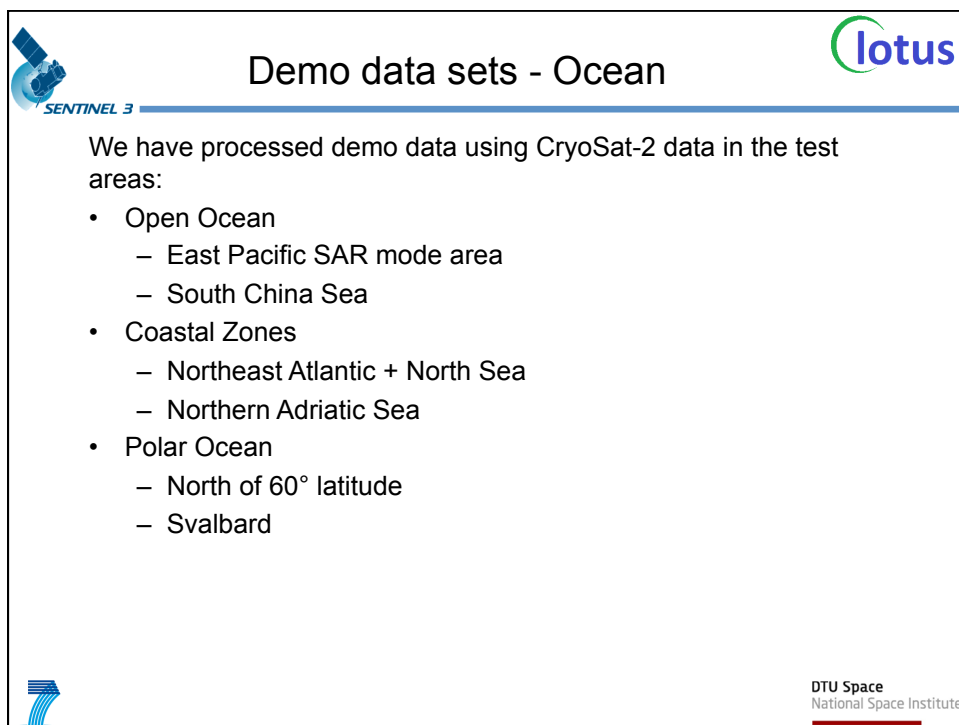 lotus
Demo data sets - Ocean
SENTINEL 3
We have processed demo data using CryoSat-2 data in the test
areas:
• Open Ocean
– East Pacific SAR mode area
– South China Sea
• Coastal Zones
– Northeast Atlantic + North Sea
– Northern Adriatic Sea
• Polar Ocean
– North of 60° latitude
– Svalbard
7
DTU Space
National Space Institute